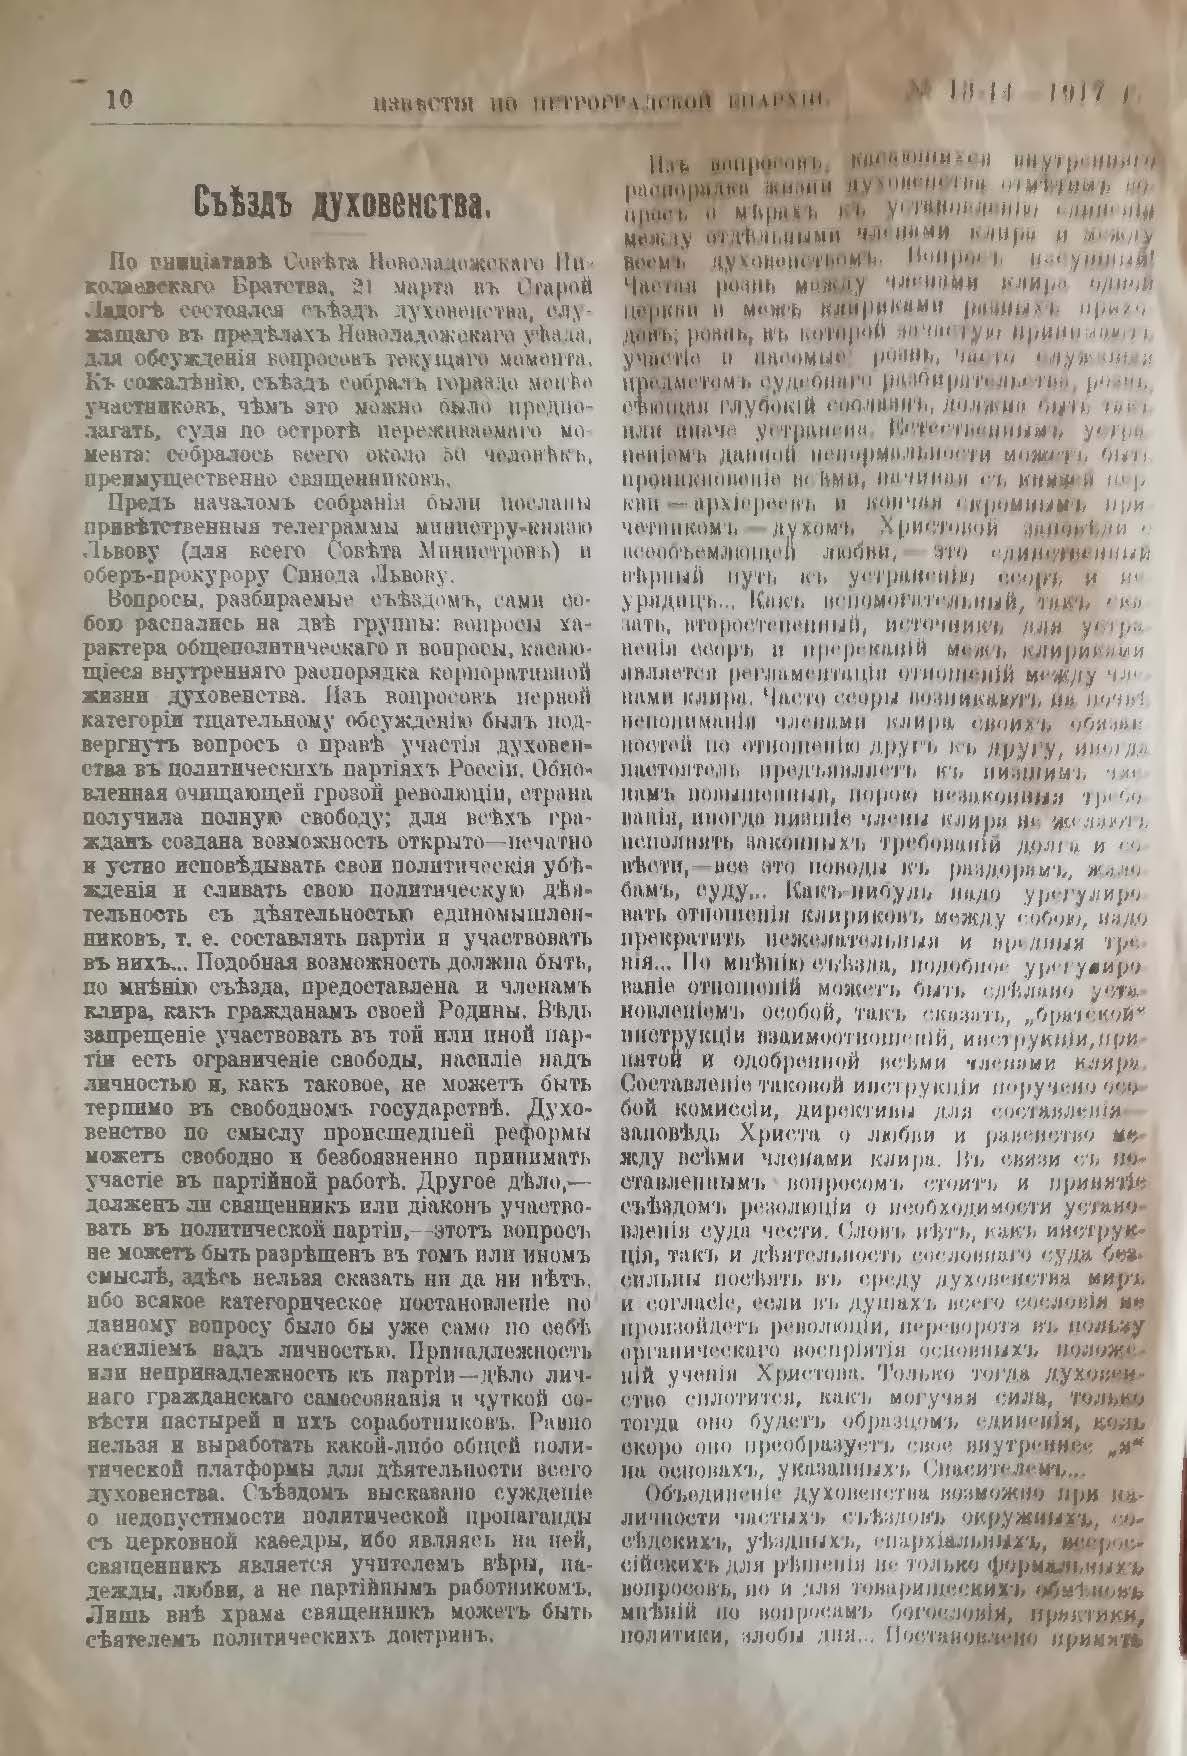 10
ИЗВѢСТІЯ ПО ПЕТРОГРАДСКОЙ ЕПАРХІИ.
№ 13-14 — 1917 г.
Съѣздъ духовенства.
По иниціативѣ Совѣта Новоладожскаго Ни-
колаевскаго Братства, 21 марта въ Старой
Ладогѣ состоялся съѣздъ духовенства, слу-
жащаго въ предѣлахъ Новоладожскаго уѣзда,
для обсужденія вопросовъ текущаго момента.
Къ сожалѣнію, съѣздъ собралъ гораздо менѣе
участниковъ, чѣмъ это можно было предпо-
лагать, судя по остротѣ переживаемаго мо-
мента: собралось всего около 50 человѣкъ,
преимущественно священниковъ.
Предъ началомъ собранія были посланы
привѣтственныя телеграммы министру-князю
Львову (для всего Совѣта Министровъ) и
оберъ-прокурору Синода Львову.
Вопросы, разбираемые съѣздомъ, сами со-
бою распались на двѣ группы: вопросы ха-
рактера общеполитическаго и вопросы, касаю-
щіеся внутренняго распорядка корпоративной
жизни духовенства. Изъ вопросовъ первой
категоріи тщательному обсужденію былъ под-
вергнутъ вопросъ о правѣ участія духовен-
ства въ политическихъ партіяхъ Россіи. Обно-
вленная очищающей грозой революціи, страна
получила полную свободу; для всѣхъ гра-
жданъ создана возможность открыто—печатно
и устно исповѣдывать свои политическія убѣ-
жденія и сливать свою политическую дѣя-
тельность съ дѣятельностью единомышлен-
никовъ, т. е. составлять партіи и участвовать
въ нихъ... Подобная возможность должна быть,
по мнѣнію съѣзда, предоставлена и членамъ
клира, какъ гражданамъ своей Родины. Вѣдь
запрещеніе участвовать въ той или иной пар-
тіи есть ограниченіе свободы, насиліе надъ
личностью и, какъ таковое, не можетъ быть
терпимо въ свободномъ государствѣ. Духо-
венство по смыслу происшедшей реформы
можетъ свободно и безбоязненно принимать
участіе въ партійной работѣ. Другое дѣло,—
долженъ ли священникъ или діаконъ участво-
вать въ политической партіи,—этотъ вопросъ
не можетъ быть разрѣшенъ въ томъ или иномъ
смыслѣ, здѣсь нельзя сказать ни да ни нѣтъ,
ибо всякое категорическое постановленіе по
данному вопросу было бы уже само по себѣ
насиліемъ надъ личностью. Принадлежность
или непринадлежность къ партіи—дѣло лич-
наго гражданскаго самосознанія и чуткой со-
вѣсти пастырей и ихъ соработниковъ. Равно
нельзя и выработать какой-либо общей поли-
тической платформы для дѣятельности всего
духовенства. Съѣздомъ высказано сужденіе
о недопустимости политической пропаганды
съ церковной каѳедры, ибо являясь на ней,
священникъ является учителемъ вѣры, на-
дежды, любви, а не партійнымъ работникомъ.
Лишь внѣ храма священникъ можетъ быть
сѣятелемъ политическихъ доктринъ.
Изъ вопросовъ, касающихся внутренняго
распорядка жизни духовенства отмѣтимъ во-
просъ о мѣрахъ къ установленію единенія
между отдѣльными членами клира и между
всемъ духовенствомъ. Вопросъ насущный!
Частая рознь между членами клира одной
церкви и межъ клириками разныхъ прихо-
довъ; рознь, въ которой зачастую принимаютъ
участіе и пасомые; рознь, часто служащая
предметомъ судебнаго разбирательства, рознь,
сѣющая глубокій соблазнъ, должна быть такъ
или иначе устранена. Естественнымъ устра-
неніемъ данной ненормальности можетъ быть
проникновеніе всѣми, начиная съ князей цер-
кви—архіереевъ и кончая скромнымъ при-
четникомъ—духомъ Христовой заповѣди о
всеобъемлющей любви, — это единственный
вѣрный путь къ устраненію ссоръ и не-
урядицъ... Какъ вспомогательный, такъ ска-
зать, второстепенный, источникъ для устра-
ненія ссоръ и пререканій межъ клириками
является регламентація отношеній между чле-
нами клира. Часто ссоры возникаютъ на почвѣ
непониманія членами клира своихъ обязан-
ностей по отношенію другъ къ другу, иногда
настоятель предъявляетъ къ низшимъ чле-
намъ повышенныя, порою незаконныя требо-
ванія, иногда низшіе члены клира не желаютъ
исполнять законныхъ требованій долга и со-
вѣсти,—все это поводы къ раздорамъ, жало-
бамъ, суду... Какъ-нибудь надо урегулиро-
вать отношенія клириковъ между собою, надо
прекратить нежелательныя и вредныя тре-
нія... По мнѣнію съѣзда, подобное урегулиро-
ваніе отношеній можетъ быть сдѣлано уста-
новленіемъ особой, такъ сказать, „братской“
инструкціи взаимоотношеній, инструкціи, при-
нятой и одобренной всѣми членами клира.
Составленіе таковой инструкціи поручено осо-
бой комиссіи, директивы для составленія—
заповѣдь Христа о любви и равенство ме-
жду всѣми членами клира. Въ связи съ по-
ставленнымъ вопросомъ стоитъ и принятіе
съѣздомъ резолюціи о необходимости устано-
вленія суда чести. Словъ нѣтъ, какъ инструк-
ція, такъ и дѣятельность сословнаго суда без-
сильны посѣять въ среду духовенства миръ
и согласіе, если въ душахъ всего сословія не
произойдетъ революціи, переворота въ пользу
органическаго воспріятія основныхъ положе-
ній ученія Христова. Только тогда духовен-
ство сплотится, какъ могучая сила, только
тогда оно будетъ образцомъ единенія, коль
скоро оно преобразуетъ свое внутреннее „я“
на основахъ, указанныхъ Спасителемъ...
Объединеніе духовенства возможно при на-
личности частыхъ съѣздовъ окружныхъ, со-
сѣдскихъ, уѣздныхъ, епархіальныхъ, всерос-
сійскихъ для рѣшенія не только формальныхъ
вопросовъ, но и для товарищескихъ обмѣновъ
мнѣній по вопросамъ богословія, практики,
политики, злобы дня... Постановлено принять